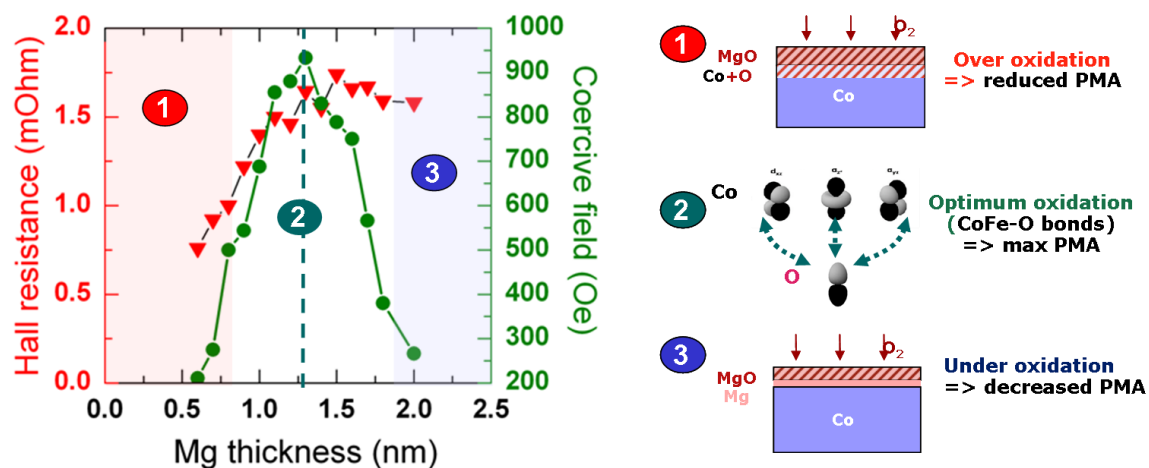 Hall resistance (mOhm)
2.0
1.5
1.0
0.5
0.0
1000
900
800
700
600
500
400
300
200
Coercive field (Oe)
0.0 0.5 1.0 1.5 2.0 2.5
Mg thickness (nm)
1
2
3
1
O2
MgO
Co+O
Co
Over oxidation
=> reduced PMA
2
Co
O
Optimum oxidation
(CoFe-O bonds)
=> max PMA
3
O2
MgO
Mg
Co
Under oxidation
=> decreased PMA